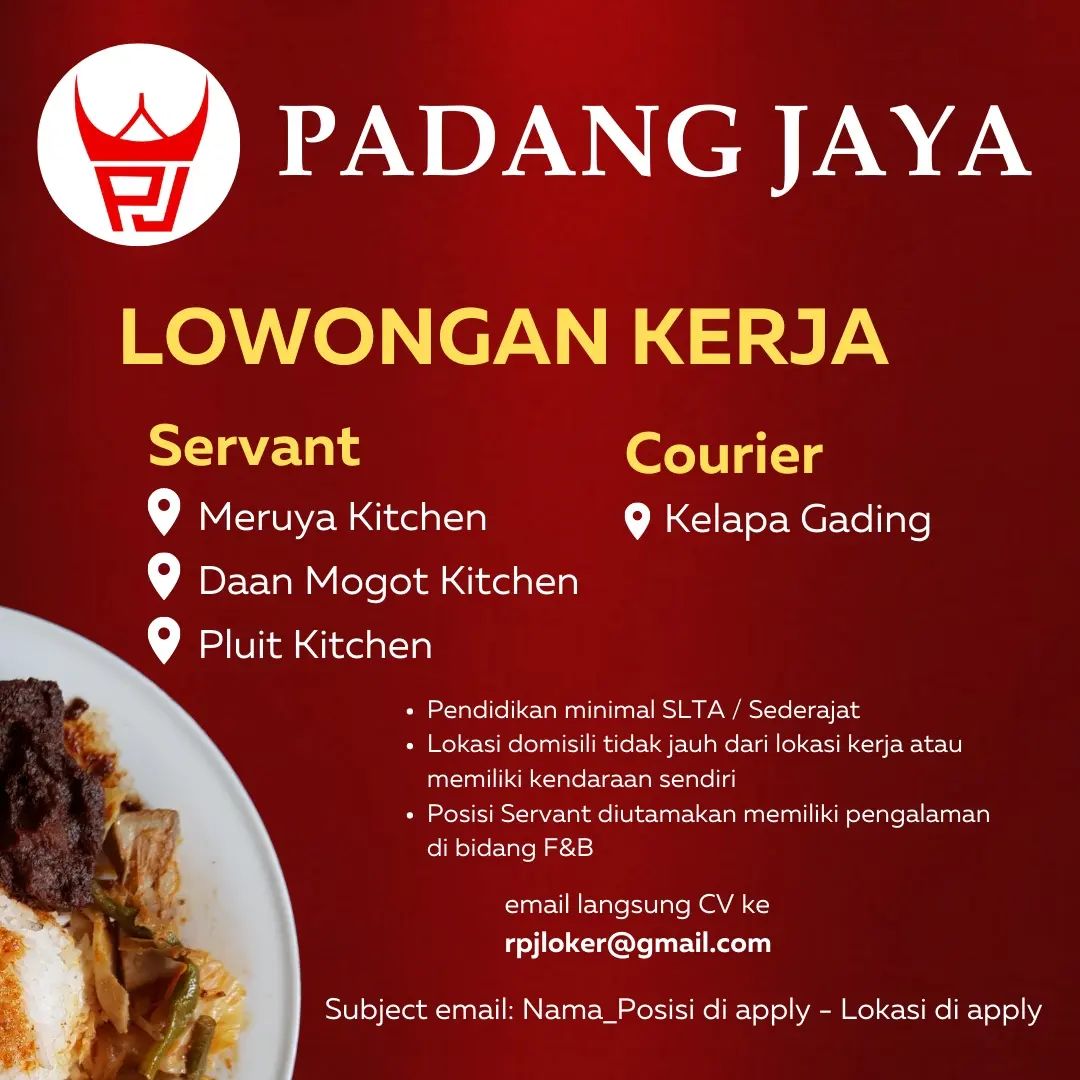 PJ
PADANG JAYA
LOWONGAN KERJA
Servant
Meruya Kitchen
Daan Mogot Kitchen
Pluit Kitchen
Courier
Kelapa Gading
• Pendidikan minimal SLTA / Sederajat
• Lokasi domisili tidak jauh dari lokasi kerja atau
memiliki kendaraan sendiri
• Posisi Servant diutamakan memiliki pengalaman
di bidang F&B
email langsung CV ke
rpjloker@gmail.com
Subject email: Nama_Posisi di apply - Lokasi di apply